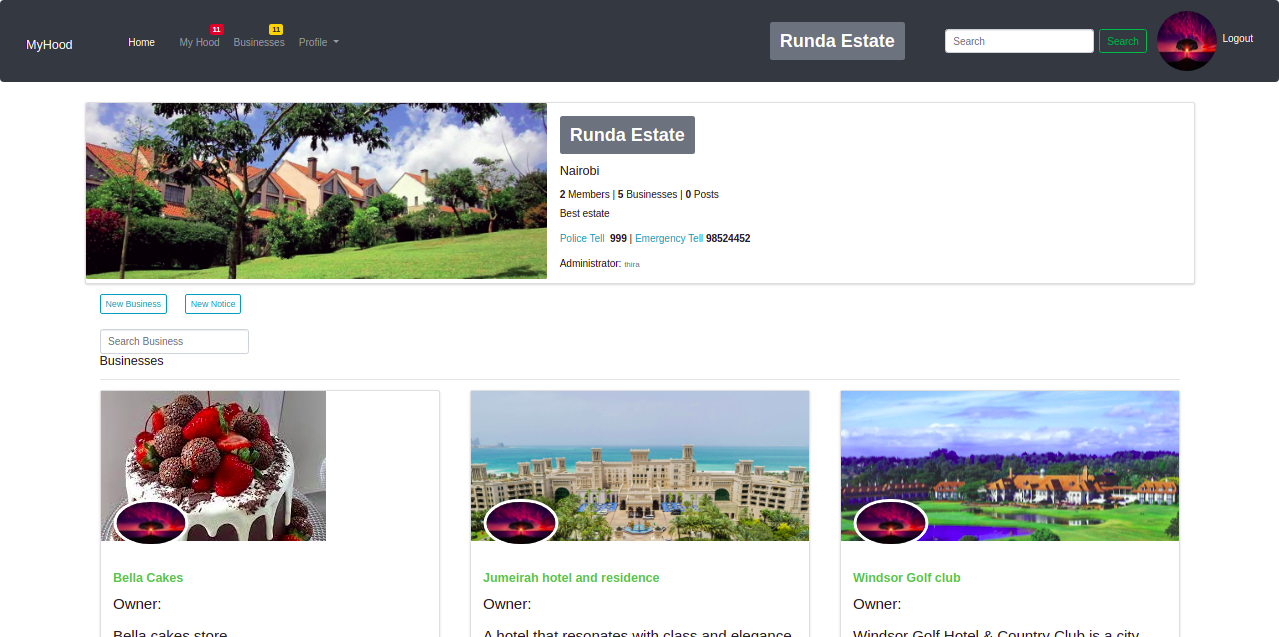 MyHood
Home
My Hood 11
Businesses 11
Profile
Runda Estate
Search
Search
Logout
Runda Estate
Nairobi
2 Members | 5 Businesses | 0 Posts
Best estate
Police Tell 999 | Emergency Tell 98524452
Administrator: thira
New Business
New Notice
Search Business
Businesses
Bella Cakes
Owner:
Bella cakes store
Jumeirah hotel and residence
Owner:
A hotel that resonates with class and elegance
Windsor Golf club
Owner:
Windsor Golf Hotel & Country Club is a city